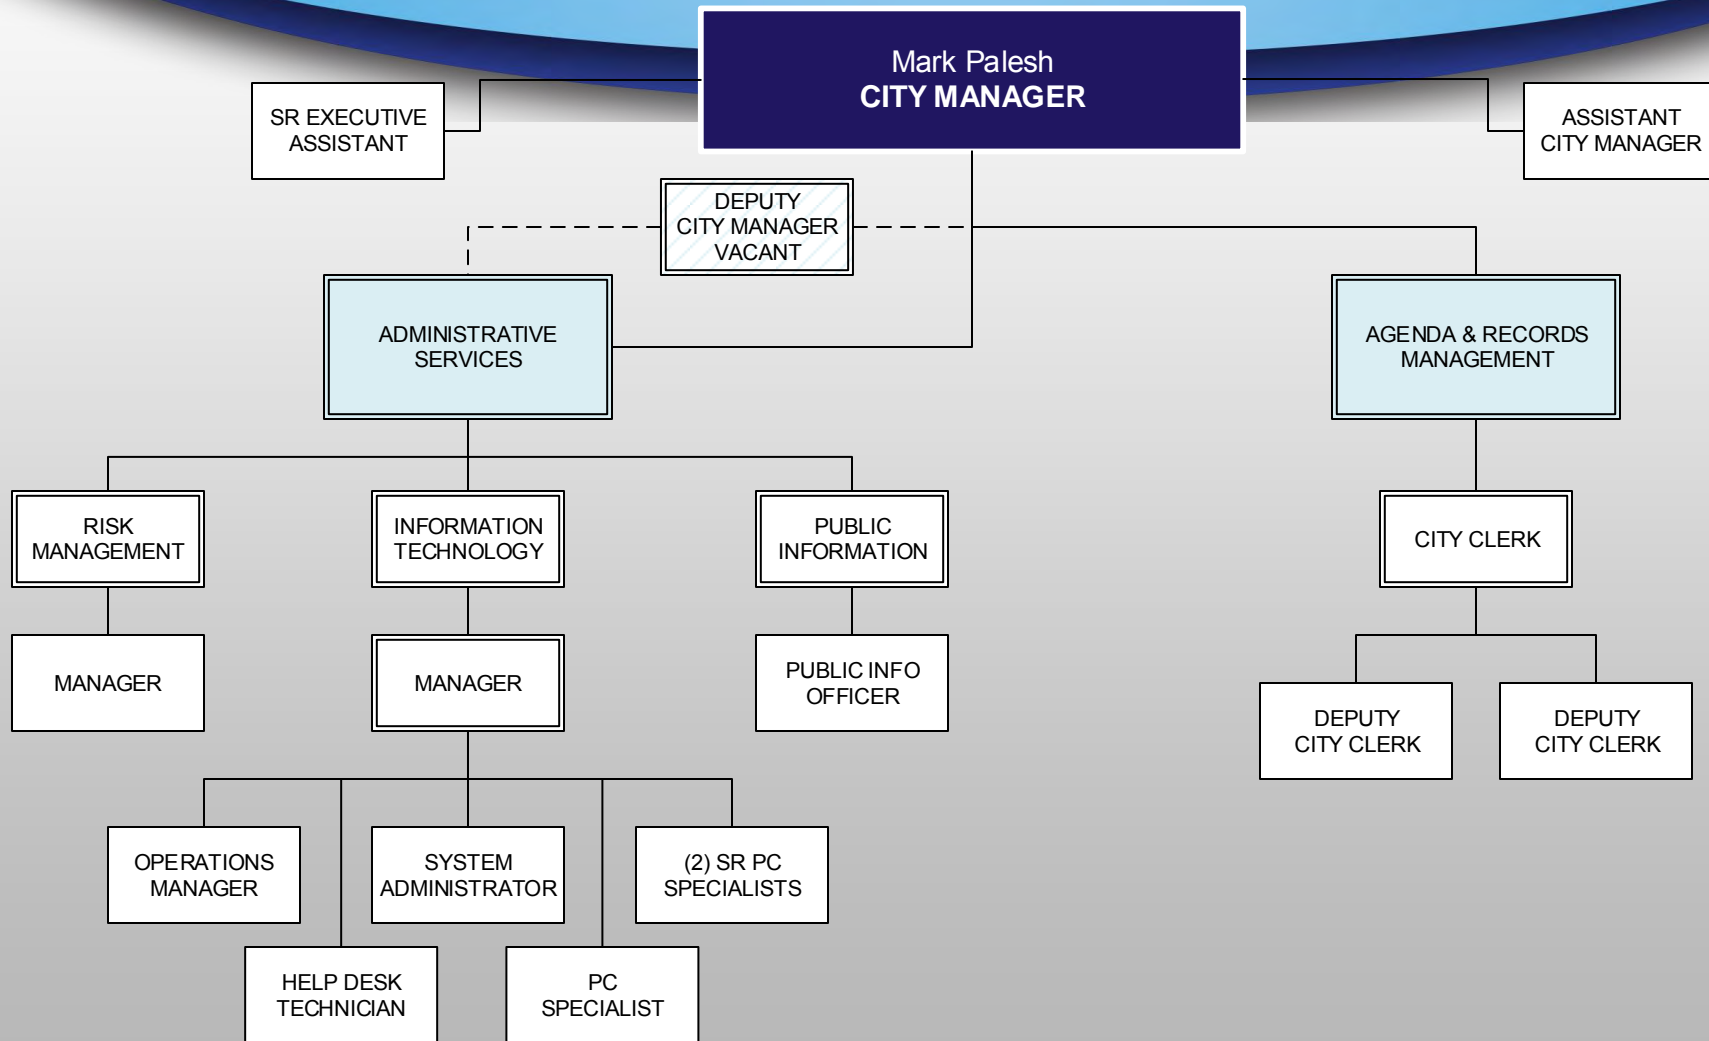 Mark Palesh
CITY MANAGER
SR EXECUTIVE
ASSISTANT
ASSISTANT
CITY MANAGER
DEPUTY
CITY MANAGER
VACANT
ADMINISTRATIVE
SERVICES
AGENDA & RECORDS
MANAGEMENT
RISK
MANAGEMENT
INFORMATION
TECHNOLOGY
PUBLIC
INFORMATION
CITY CLERK
MANAGER
MANAGER
PUBLIC INFO
OFFICER
DEPUTY
CITY CLERK
DEPUTY
CITY CLERK
OPERATIONS
MANAGER
SYSTEM
ADMINISTRATOR
(2) SR PC
SPECIALISTS
HELP DESK
TECHNICIAN
PC
SPECIALIST